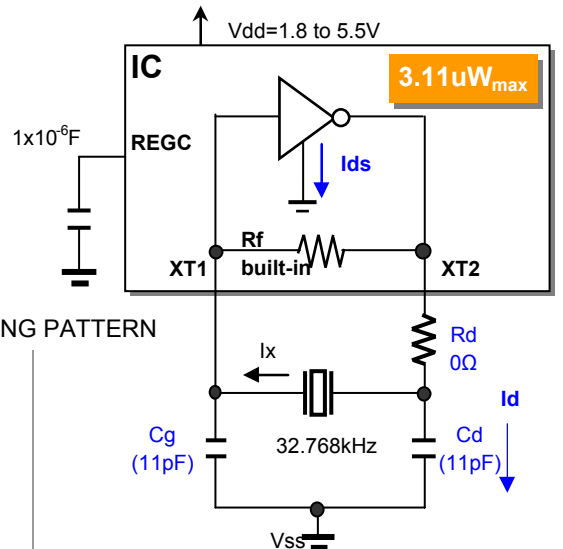 Vdd=1.8 to 5.5V
IC
3.11uWmax
1x10-6F
REGC
Ids
Rf
built-in
XT1
XT2
NG PATTERN
Rd
0Ω
Ix
Id
Cg
(11pF)
32.768kHz
Cd
(11pF)
Vss